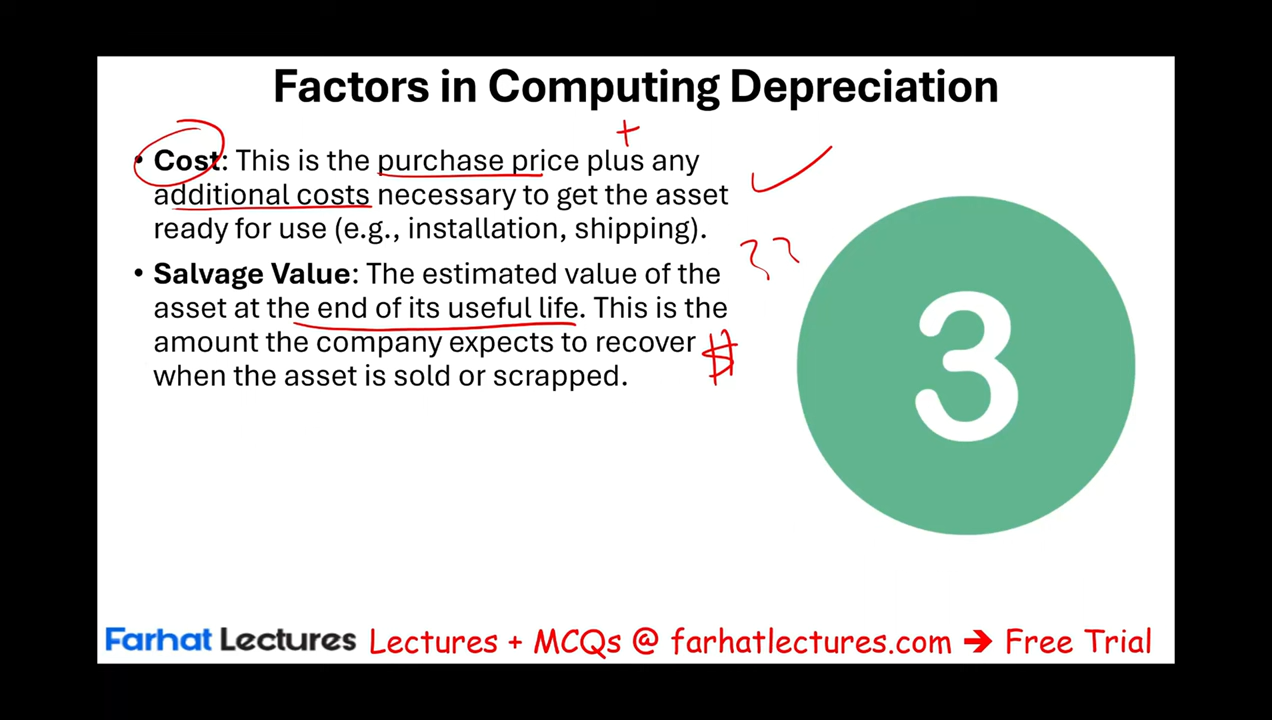 Factors in Computing Depreciation
+
• Cost: This is the purchase price plus any
additional costs necessary to get the asset
ready for use (e.g., installation, shipping).
• Salvage Value: The estimated value of the
??
asset at the end of its useful life. This is the
amount the company expects to recover
$
when the asset is sold or scrapped.
3
Farhat Lectures Lectures + MCQs @ farhatlectures.com → Free Trial